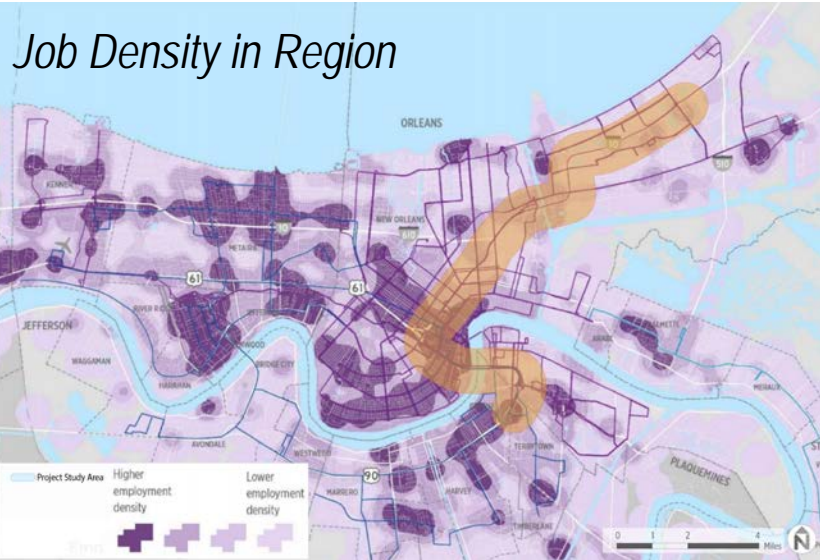 Job Density in Region
ORLEANS
510
KENNER
NEW ORLEANS
610
10
METAIRIE
61
61
RIVER RIDGE
JEFFERSON
WAGGAMAN
HARAHAN
BRIDGE CITY
ARABI
CHALMETTE
MERAUX
AVONDALE
WESTWEGO
TERRYTOWN
90
MARRERO
HARVEY
PLAQUEMINES
TIMBERLANE
Project Study Area
Higher
employment
density
Lower
employment
density
0 1 2 4
Miles
N